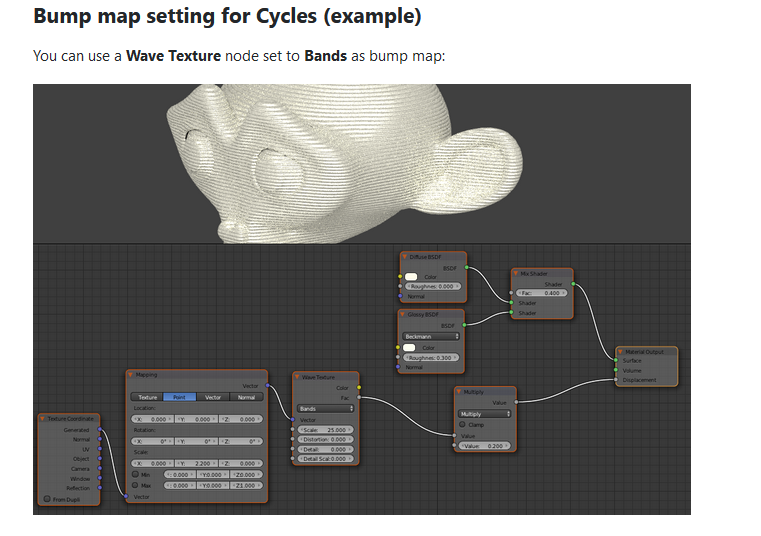 Bump map setting for Cycles (example)
You can use a Wave Texture node set to Bands as bump map:
Diffuse BSDF
BSDF
Color
Roughnes: 0.000
Normal
Mix Shader
Shader
Fac: 0.400
Shader
Shader
Glossy BSDF
BSDF
Beckmann
Color
Roughnes: 0.300
Normal
Material Output
Surface
Volume
Displacement
Mapping
Vector
Texture Point Vector Normal
Location:
X: 0.000 Y: 0.000 Z: 0.000
Rotation:
X: 0° Y: 0° Z: 0°
Scale:
X: 0.000 Y: 2.200 Z: 0.000
Min : 0.000 Y:0.000 Z0.000
Max : 0.000 Y:0.000 Z1.000
Vector
Wave Texture
Color
Fac
Bands
Vector
Scale: 25.000
Distortion: 0.000
Detail: 0.000
Detail Scal:0.000
Multiply
Value
Multiply
Clamp
Value
Value: 0.200
Texture Coordinate
Generated
Normal
UV
Object
Camera
Window
Reflection
From Dupli